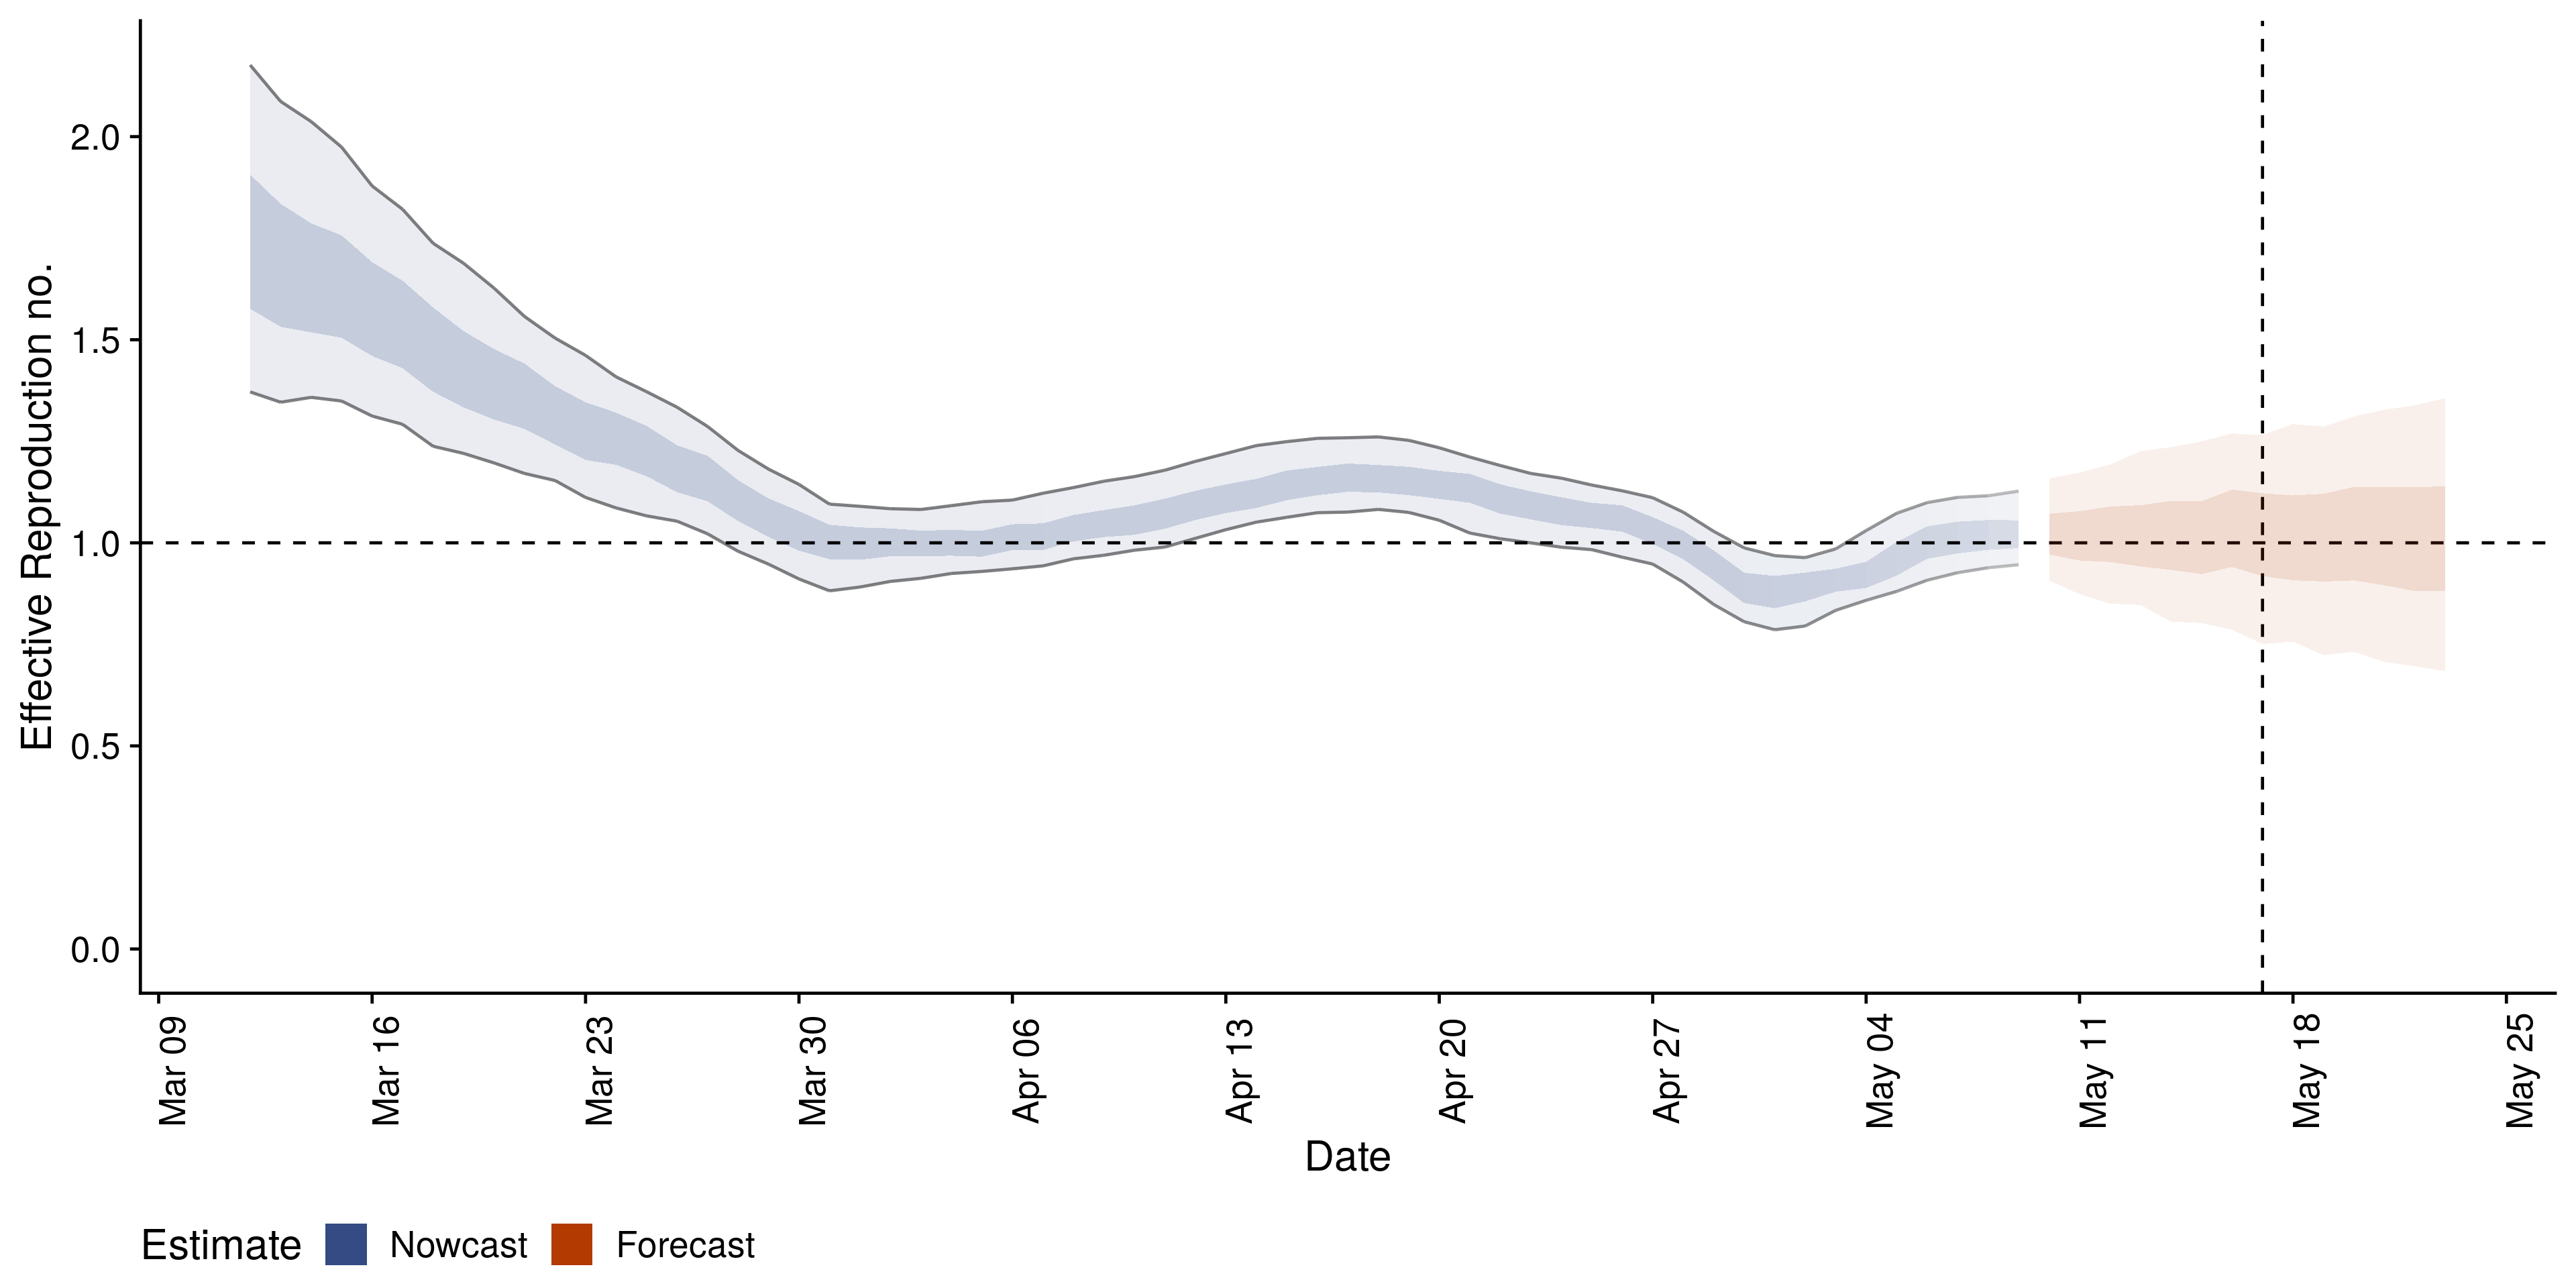 Effective Reproduction no.
2.0
1.5
1.0
0.5
0.0
Mar 09
Mar 16
Mar 23
Mar 30
Apr 06
Apr 13
Apr 20
Apr 27
May 04
May 11
May 18
May 25
Date
Estimate Nowcast Forecast